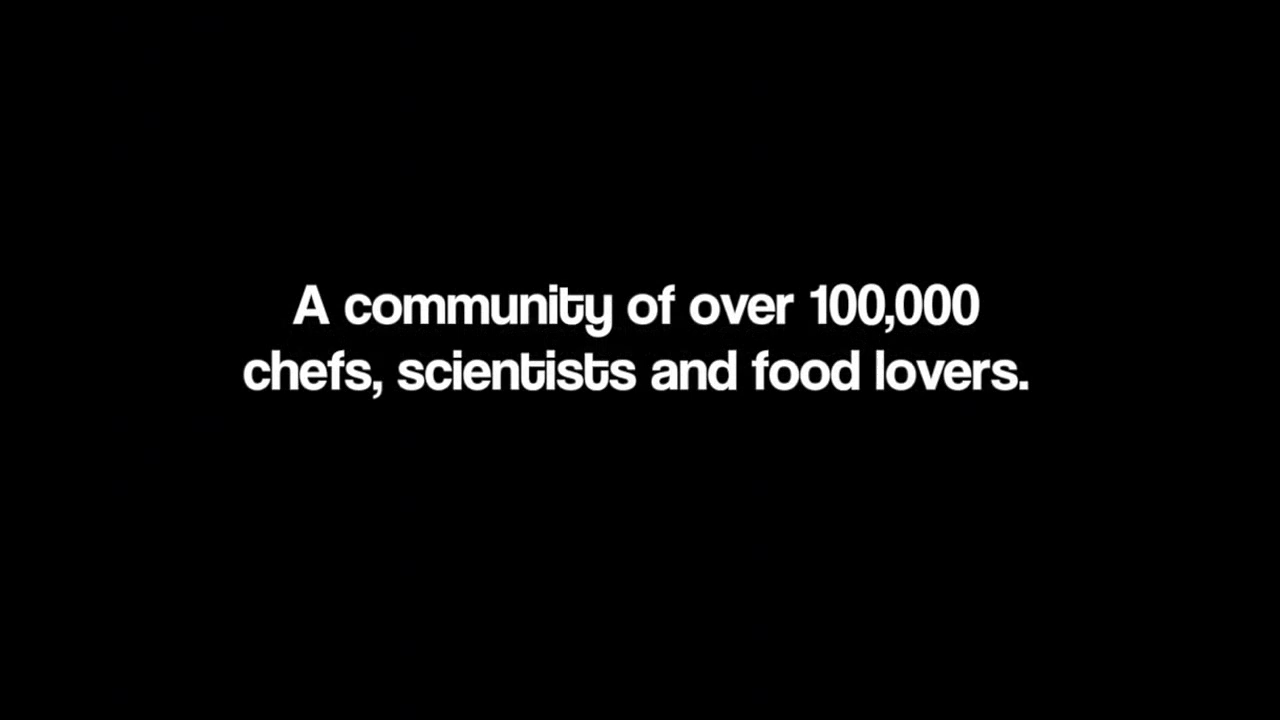 A community of over 100,000
chefs, scientists and food lovers.